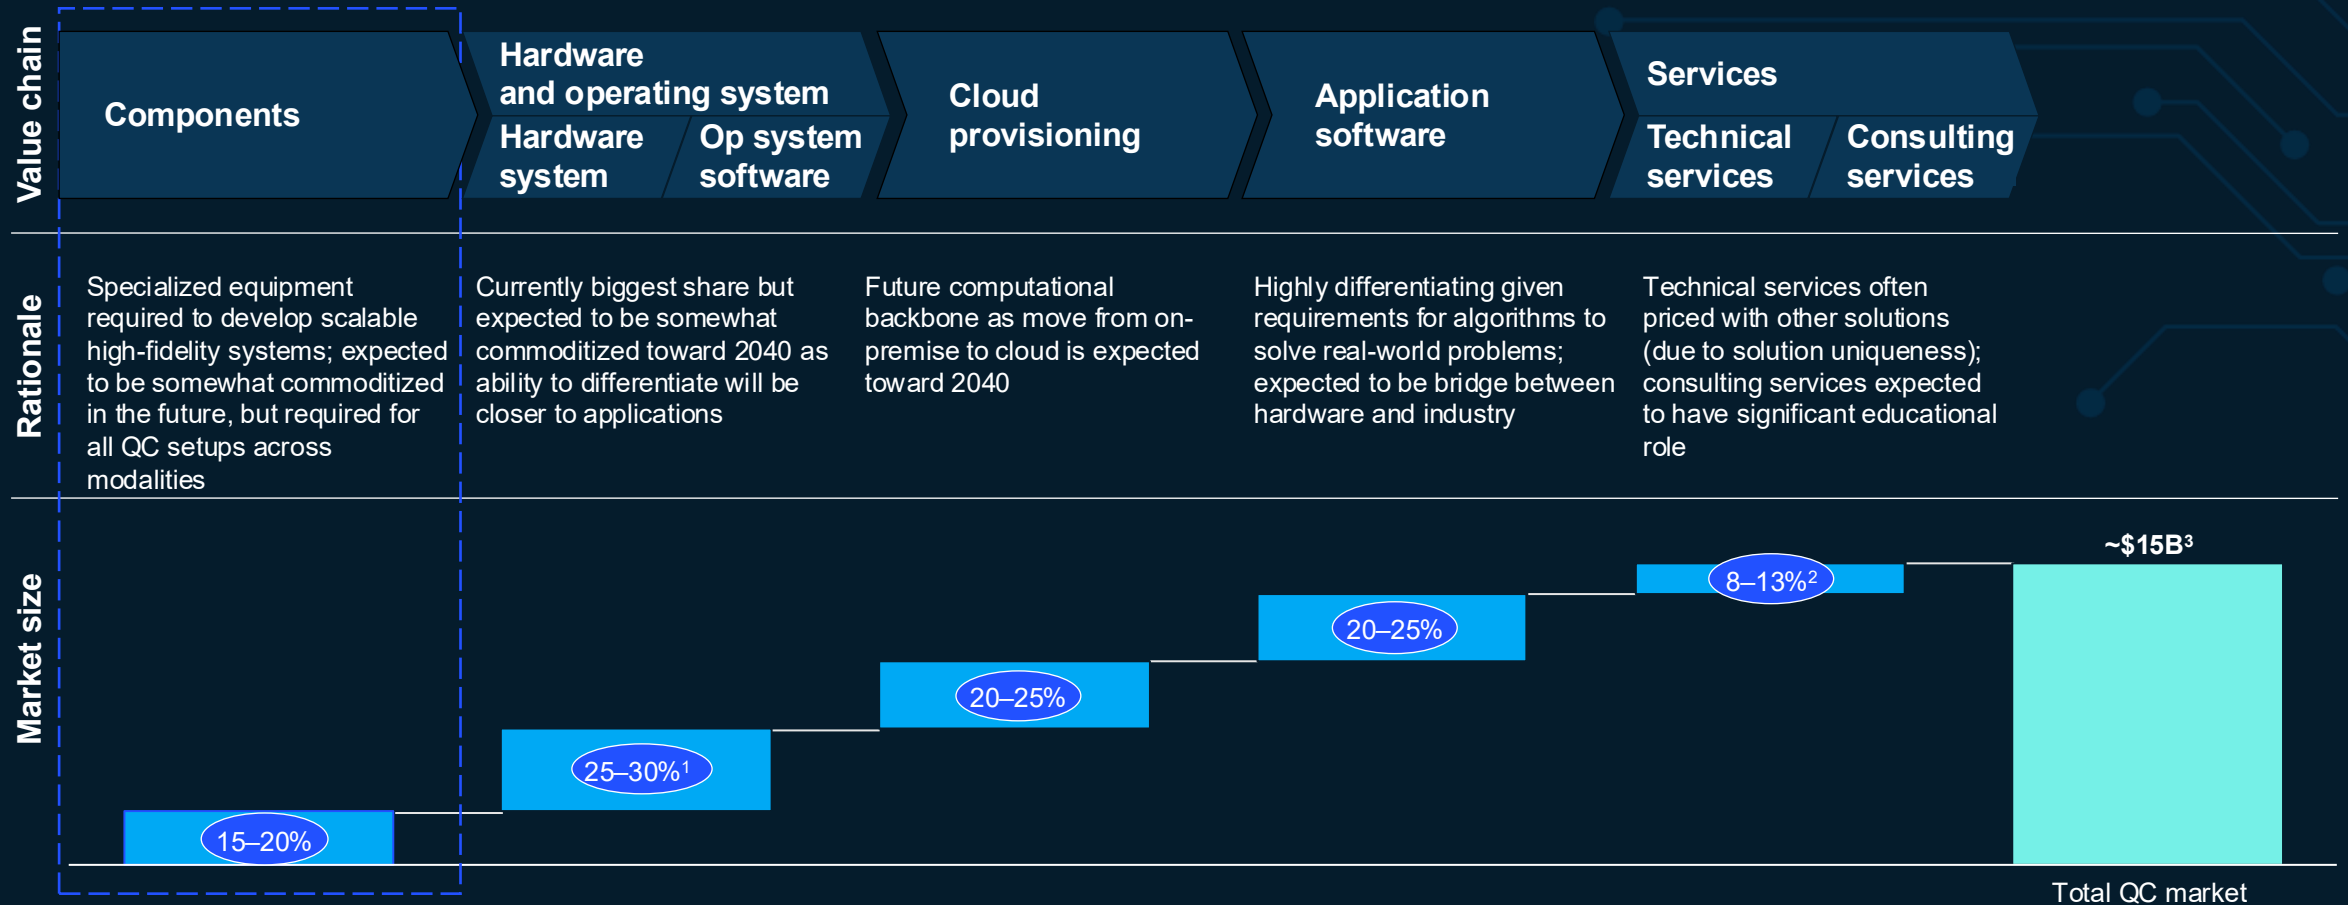 Value chain
Components
Hardware
and operating system
Hardware
system
Op system
software
Cloud
provisioning
Application
software
Services
Technical
services
Consulting
services
Rationale
Specialized equipment
required to develop scalable
high-fidelity systems; expected
to be somewhat commoditized
in the future, but required for
all QC setups across
modalities
Currently biggest share but
expected to be somewhat
commoditized toward 2040 as
ability to differentiate will be
closer to applications
Future computational
backbone as move from on-
premise to cloud is expected
toward 2040
Highly differentiating given
requirements for algorithms to
solve real-world problems;
expected to be bridge between
hardware and industry
Technical services often
priced with other solutions
(due to solution uniqueness);
consulting services expected
to have significant educational
role
Market size
15–20%
25–30%¹
20–25%
20–25%
8–13%²
~$15B³
Total QC market